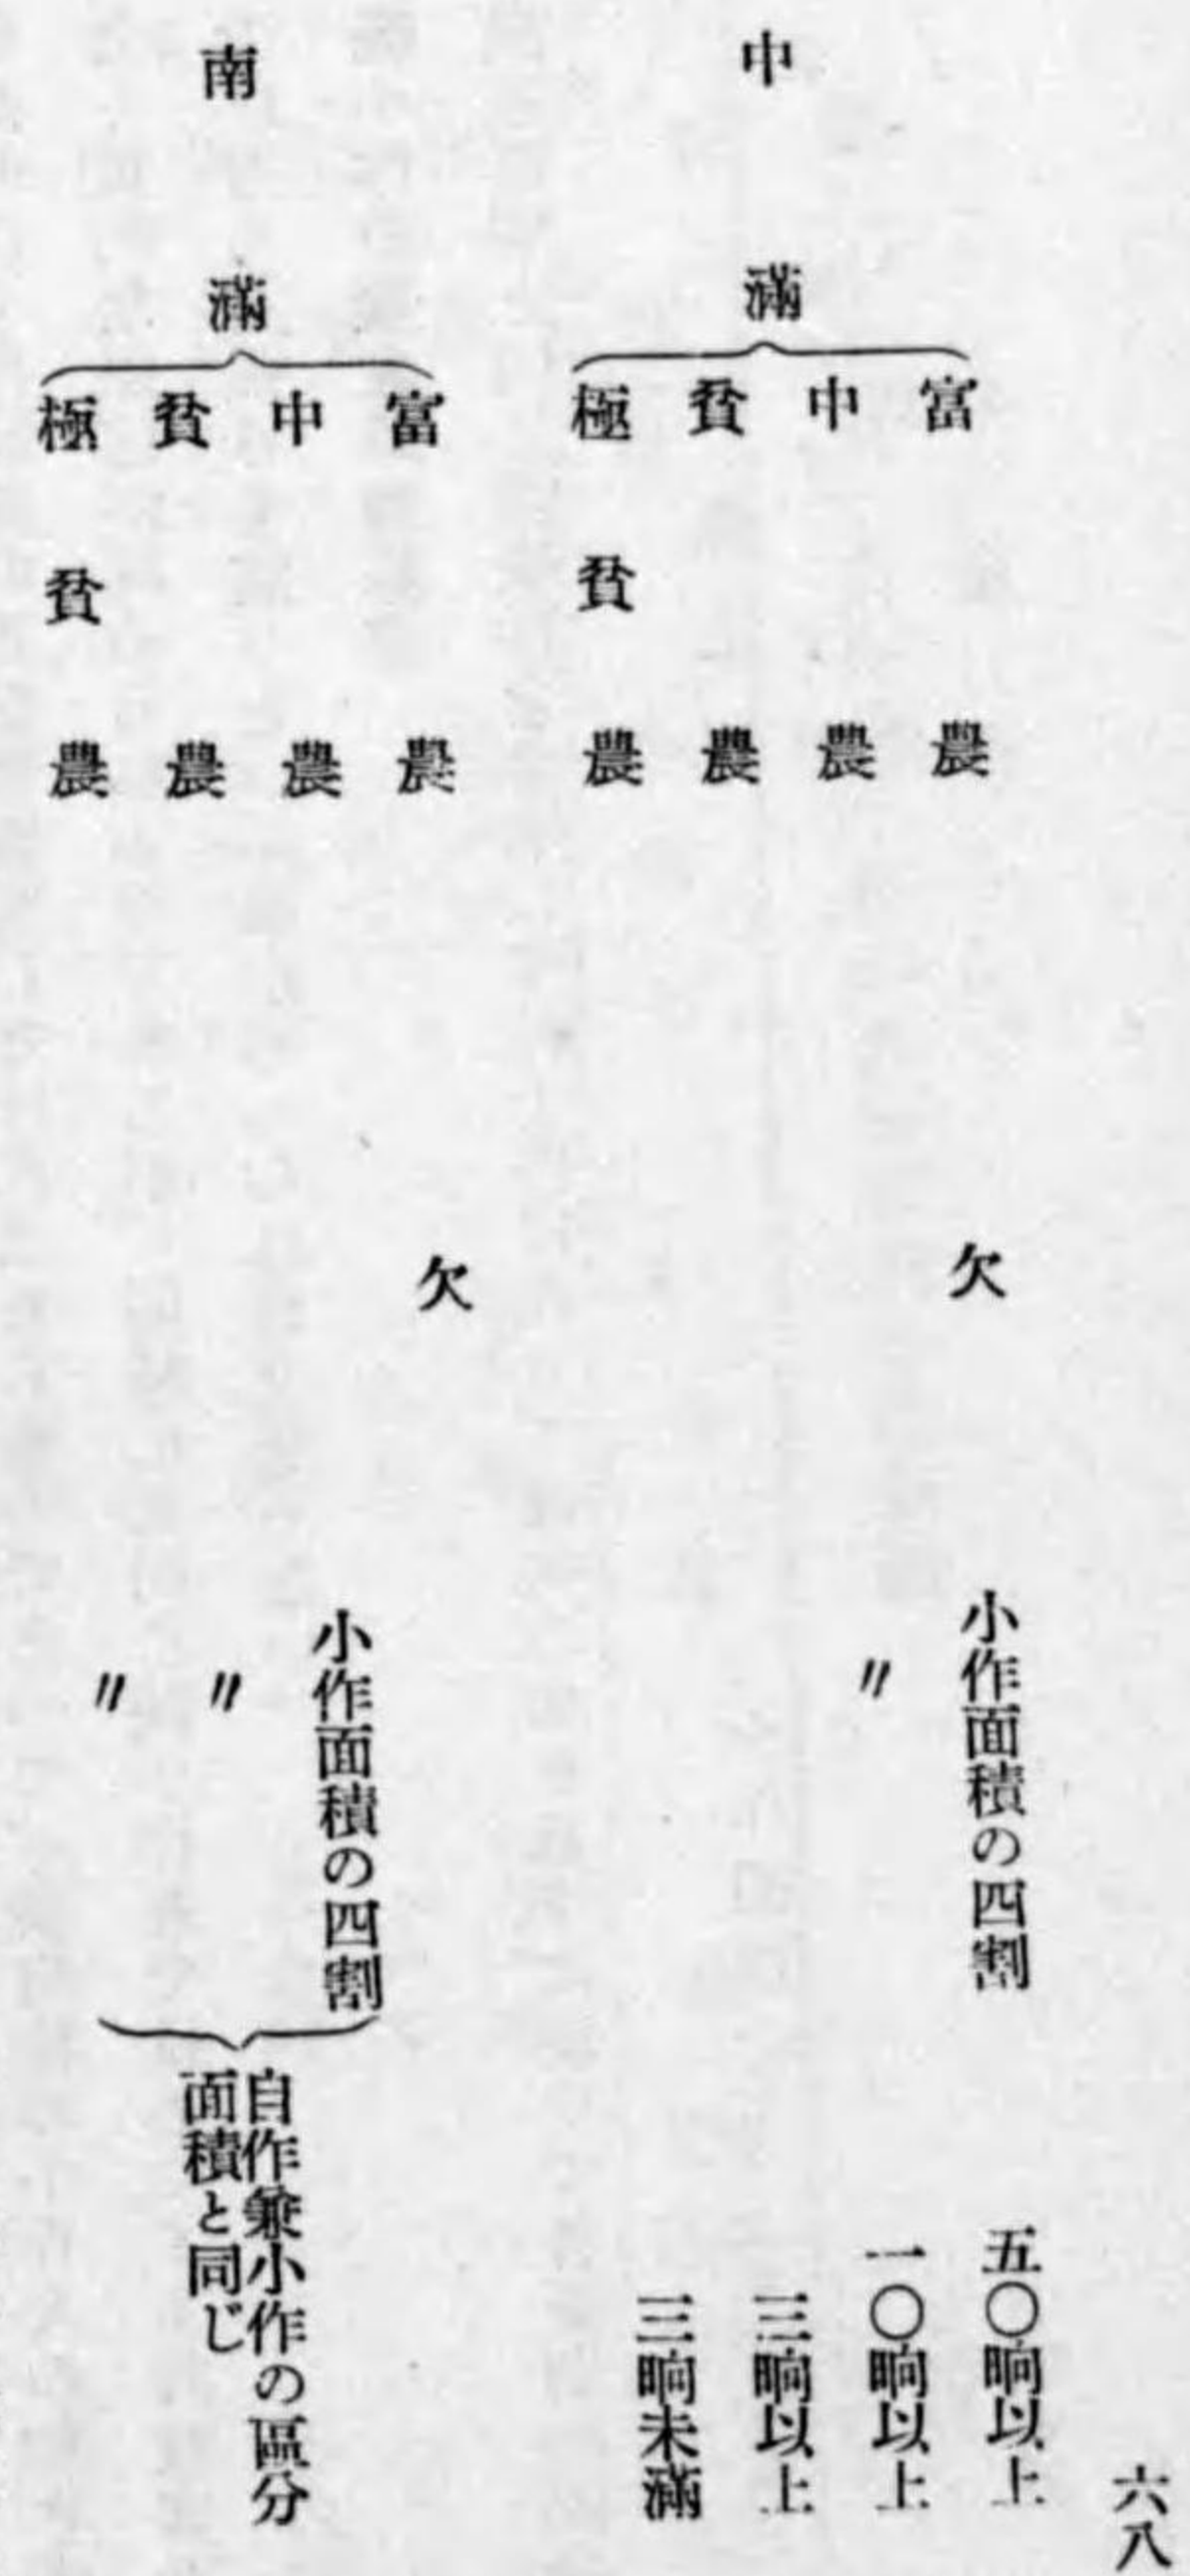 六八
中滿
富農 欠 小作面積の四割 五〇晌以上
中農 〃 一〇晌以上
貧農 三晌以上
極貧農 三晌未滿
南滿
富農 欠
中農 小作面積の四割
貧農 〃
極貧農 〃
自作兼小作の區分
面積と同じ